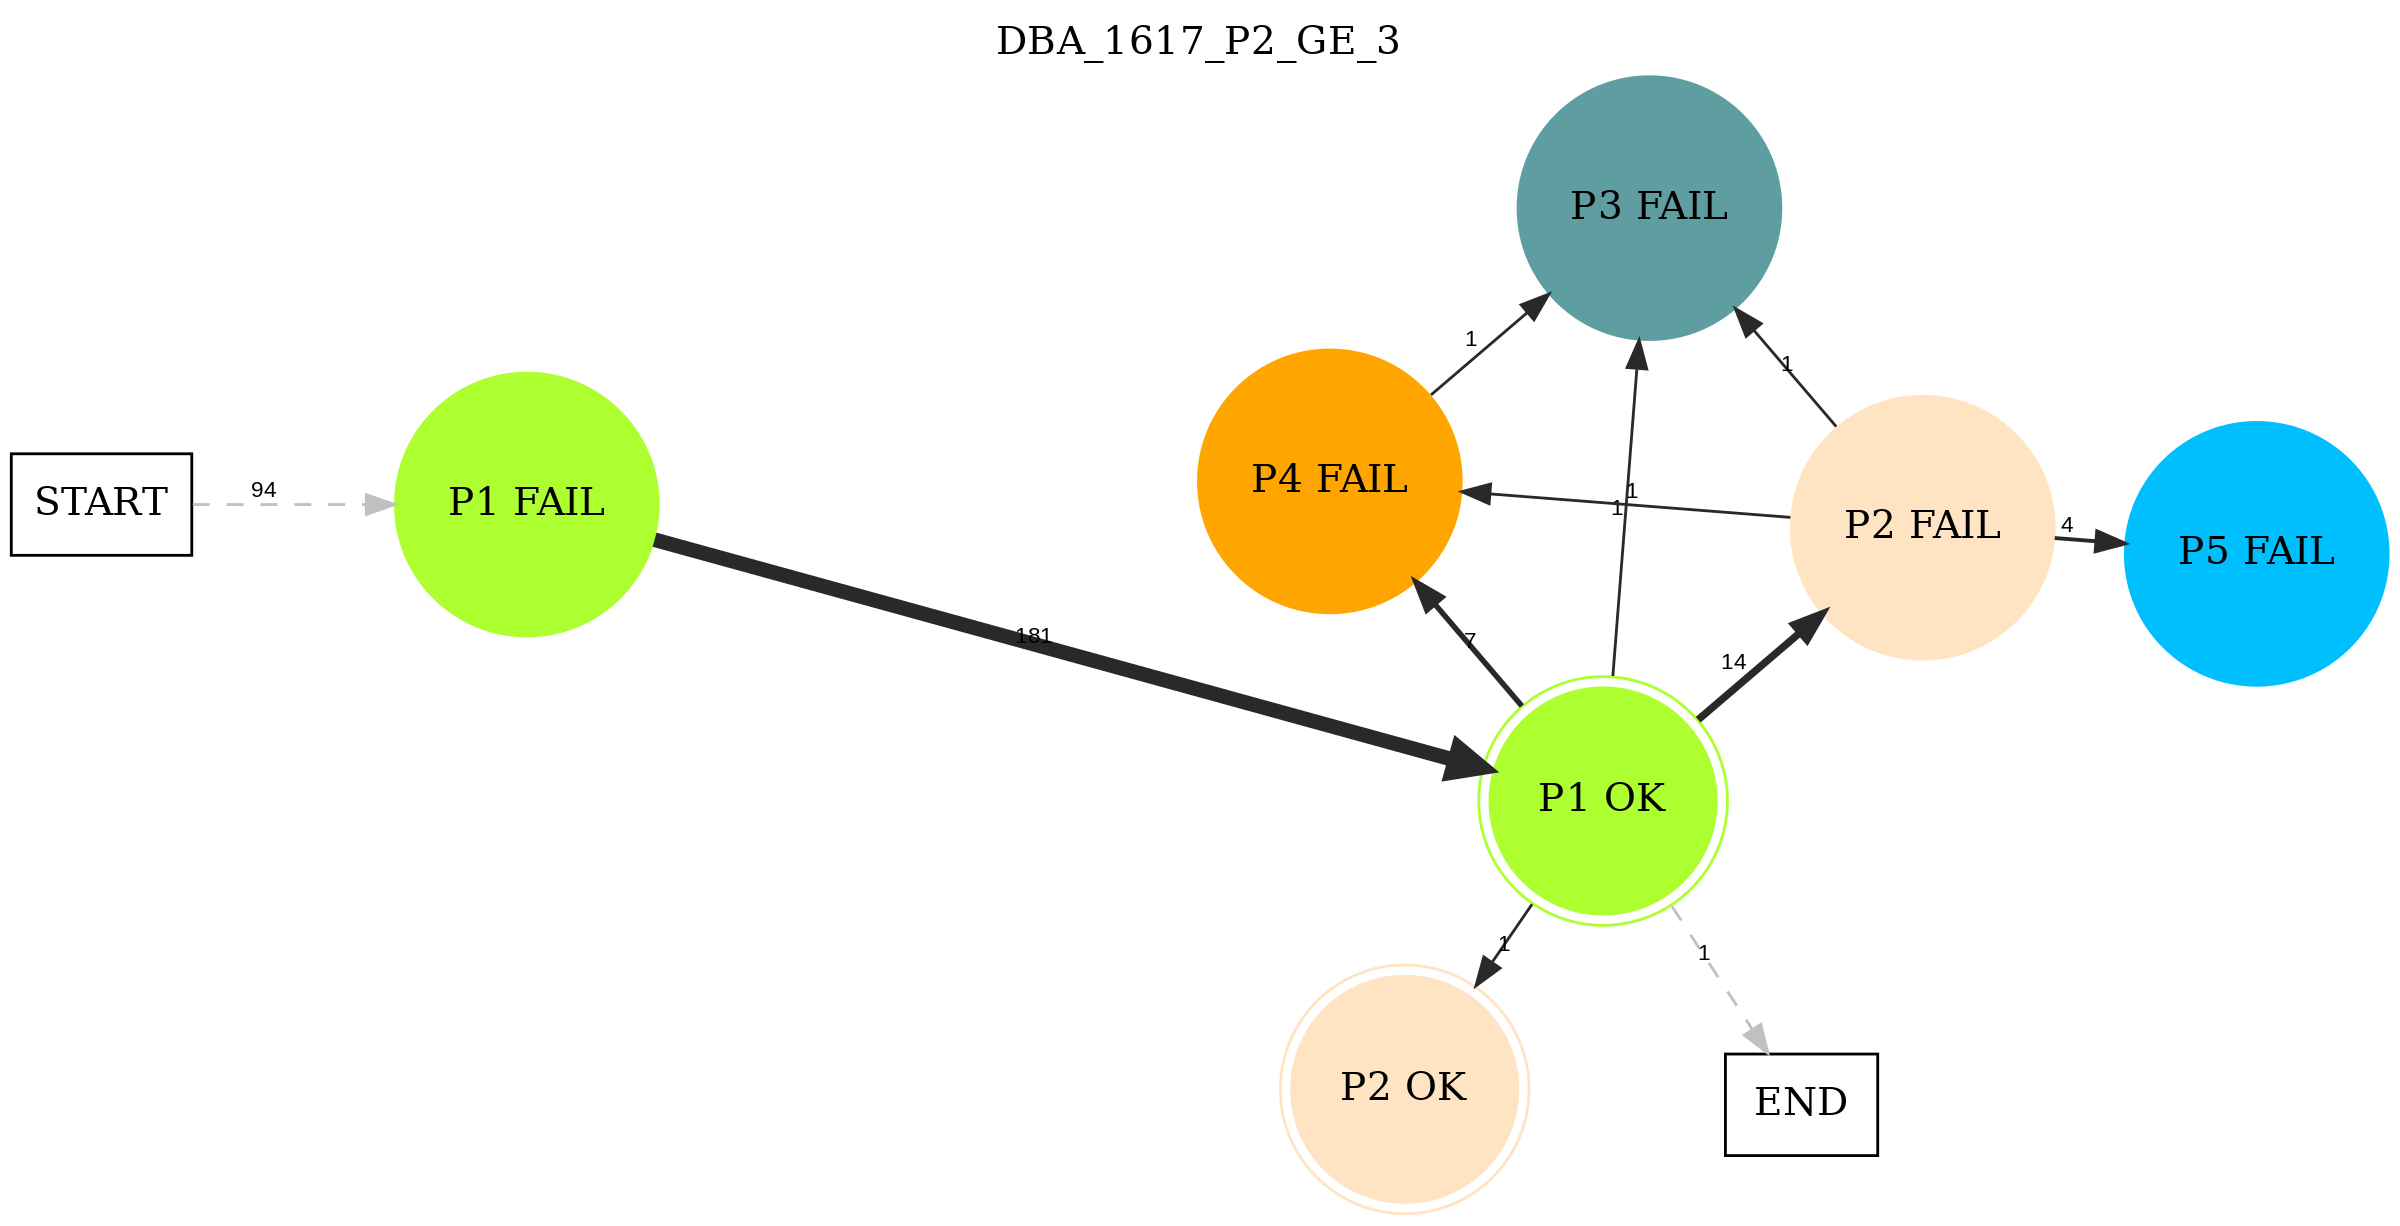 DBA_1617_P2_GE_3
P3 FAIL
1
1
P4 FAIL
START
94
P1 FAIL
1
1
P2 FAIL
4
P5 FAIL
181
7
14
P1 OK
1
1
P2 OK
END